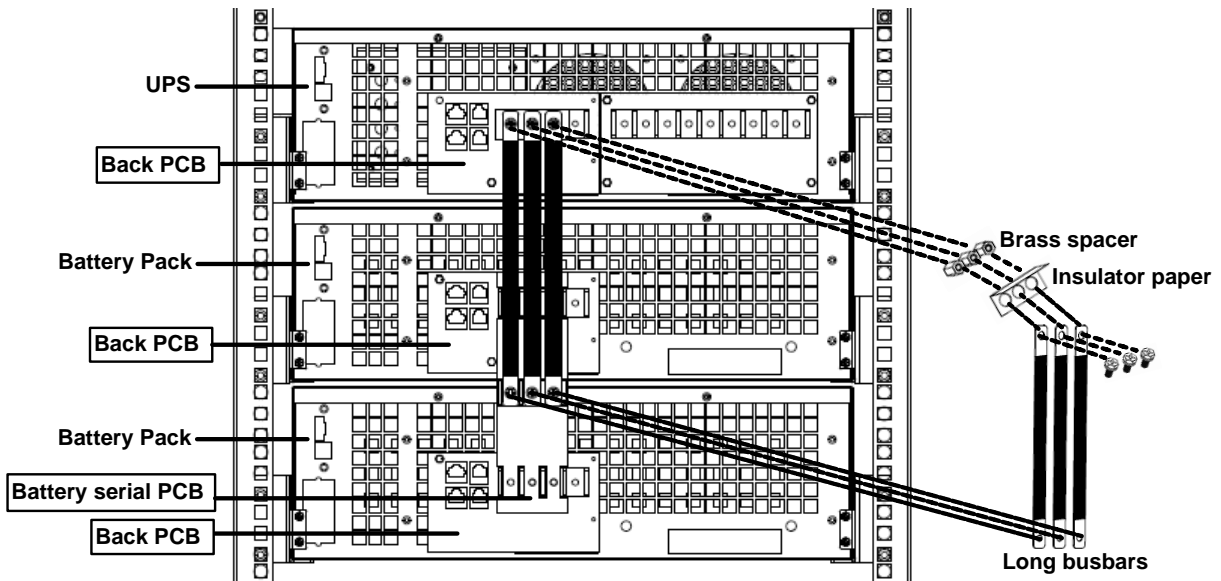 UPS
Back PCB
Brass spacer
Battery Pack
Insulator paper
Back PCB
Battery Pack
Battery serial PCB
Back PCB
Long busbars